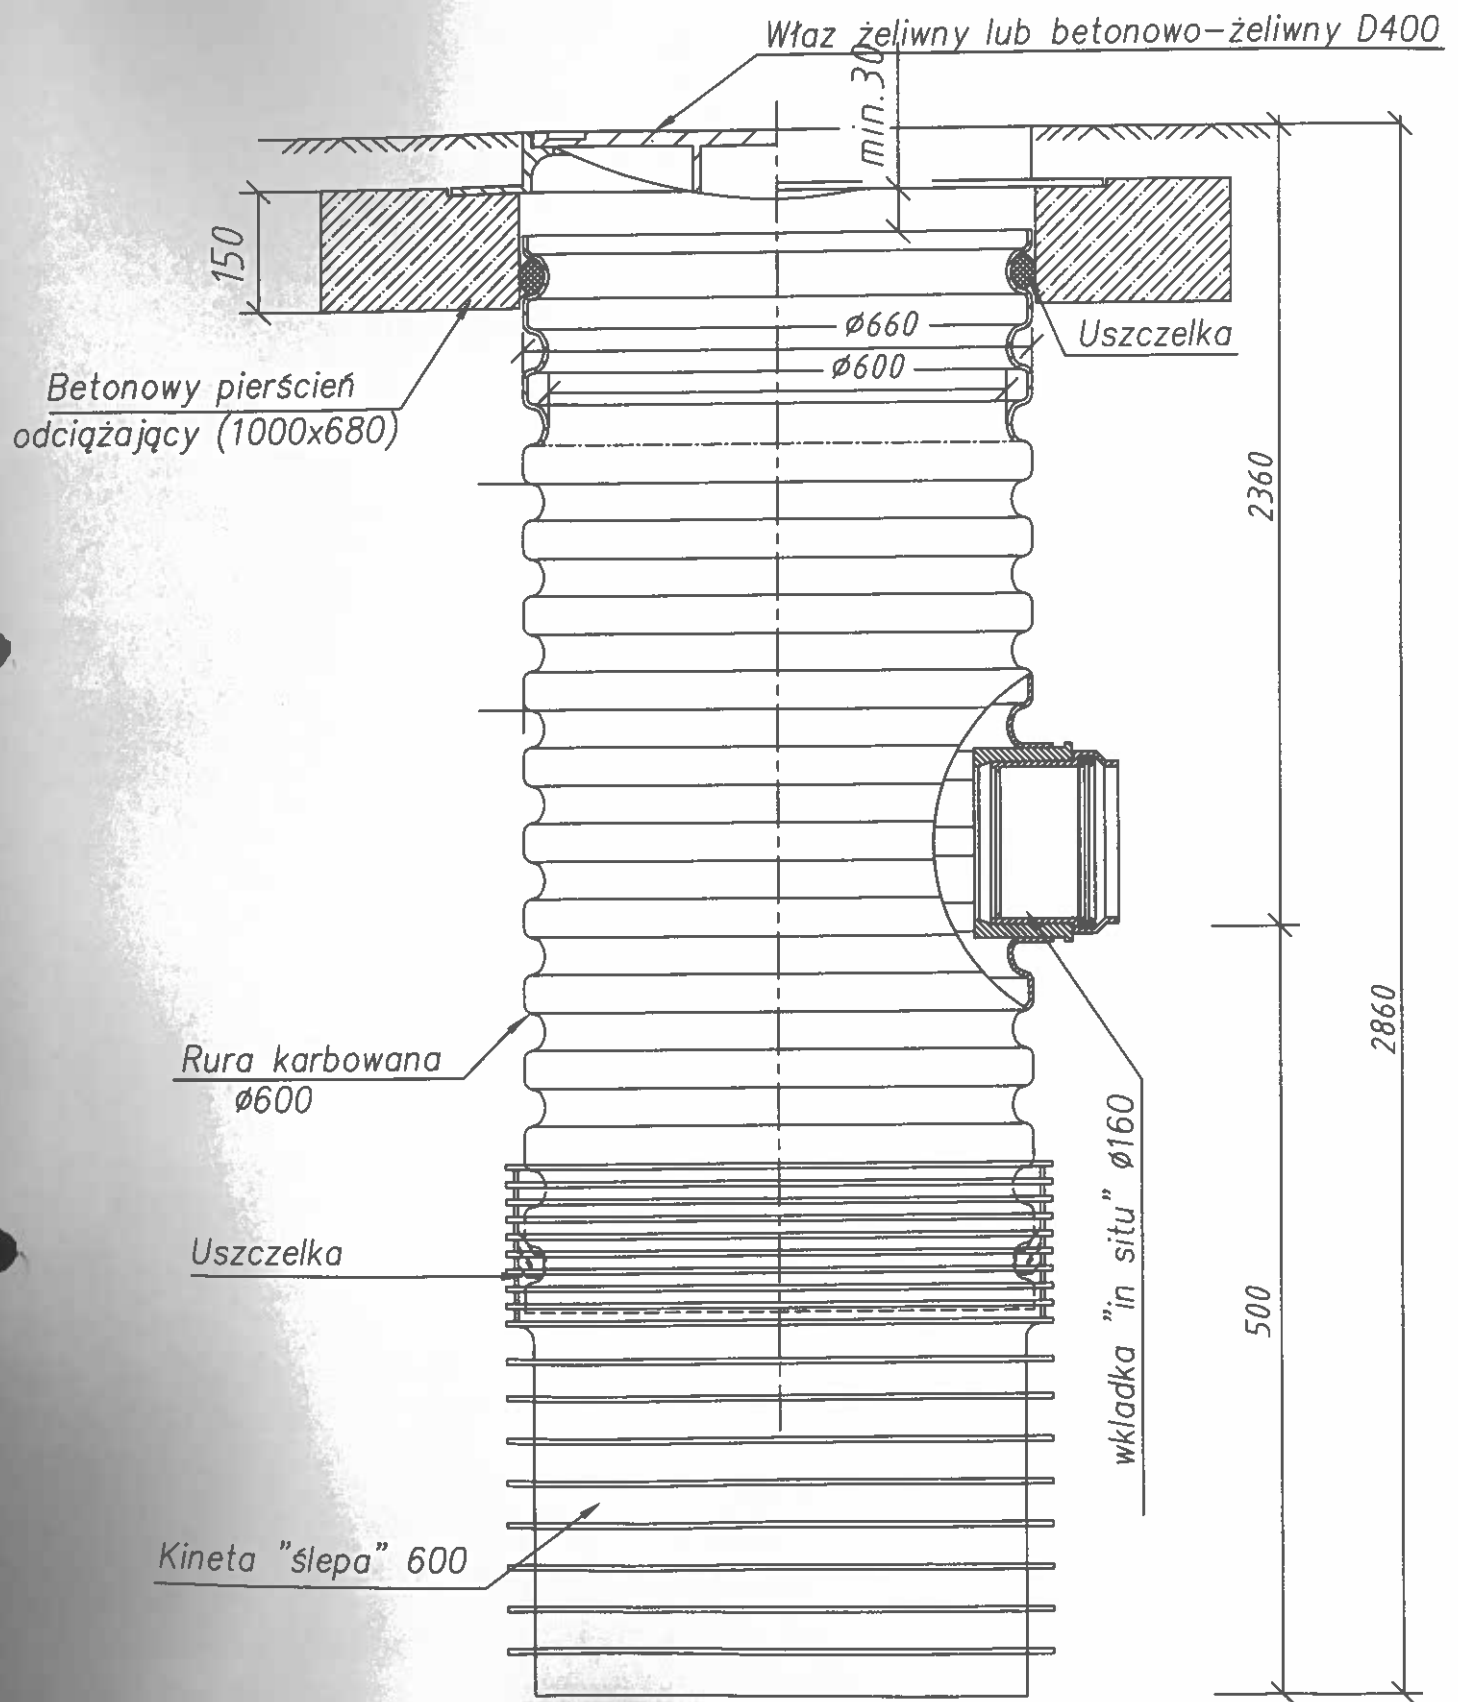 Właz żeliwny lub betonowo-żeliwny D400
min.30
150
ø660
Uszczelka
ø600
Betonowy pierścień
odciążający (1000x680)
2360
2860
Rura karbowana
ø600
wkladka "in situ" ø160
Uszczelka
500
Kineta "ślepa" 600